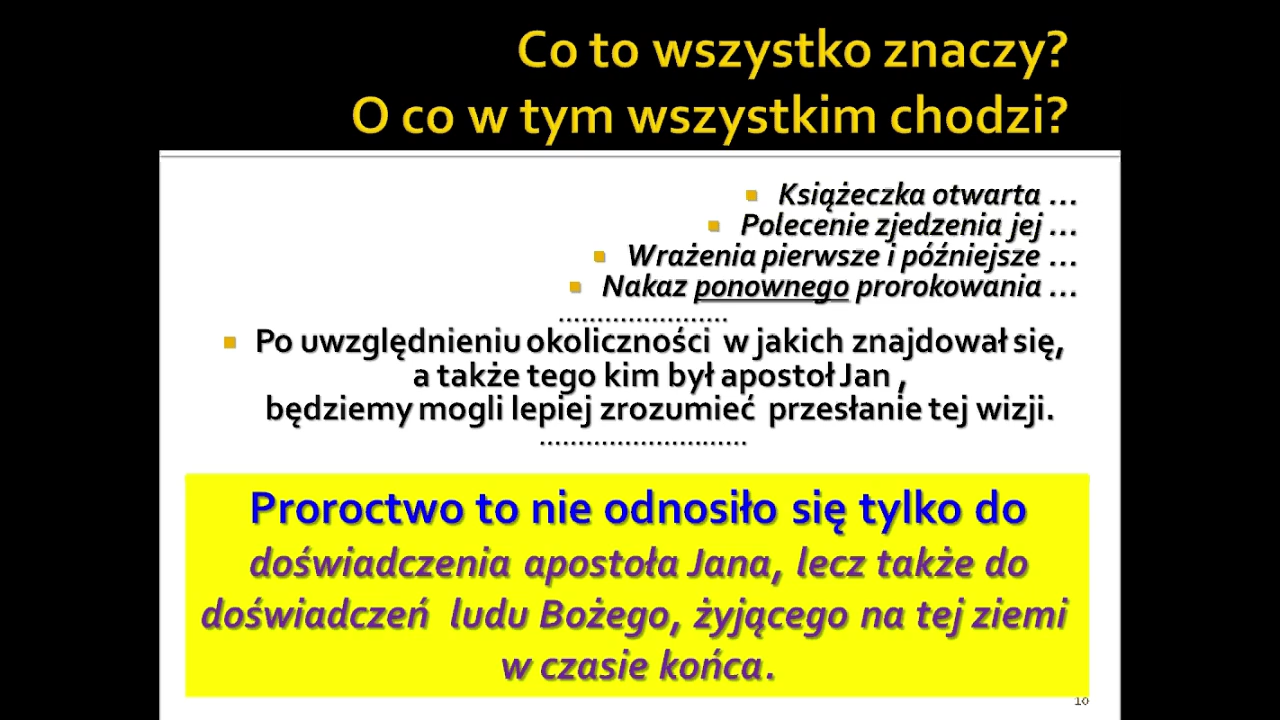 Co to wszystko znaczy?
O co w tym wszystkim chodzi?
Książeczka otwarta ...
Polecenie zjedzenia jej ...
Wrażenia pierwsze i późniejsze ...
Nakaz ponownego prorokowania ...
......................
Po uwzględnieniu okoliczności w jakich znajdował się,
a także tego kim był apostoł Jan ,
będziemy mogli lepiej zrozumieć przesłanie tej wizji.
...........................
Proroctwo to nie odnosiło się tylko do
doświadczenia apostoła Jana, lecz także do
doświadczeń ludu Bożego, żyjącego na tej ziemi
w czasie końca.
10